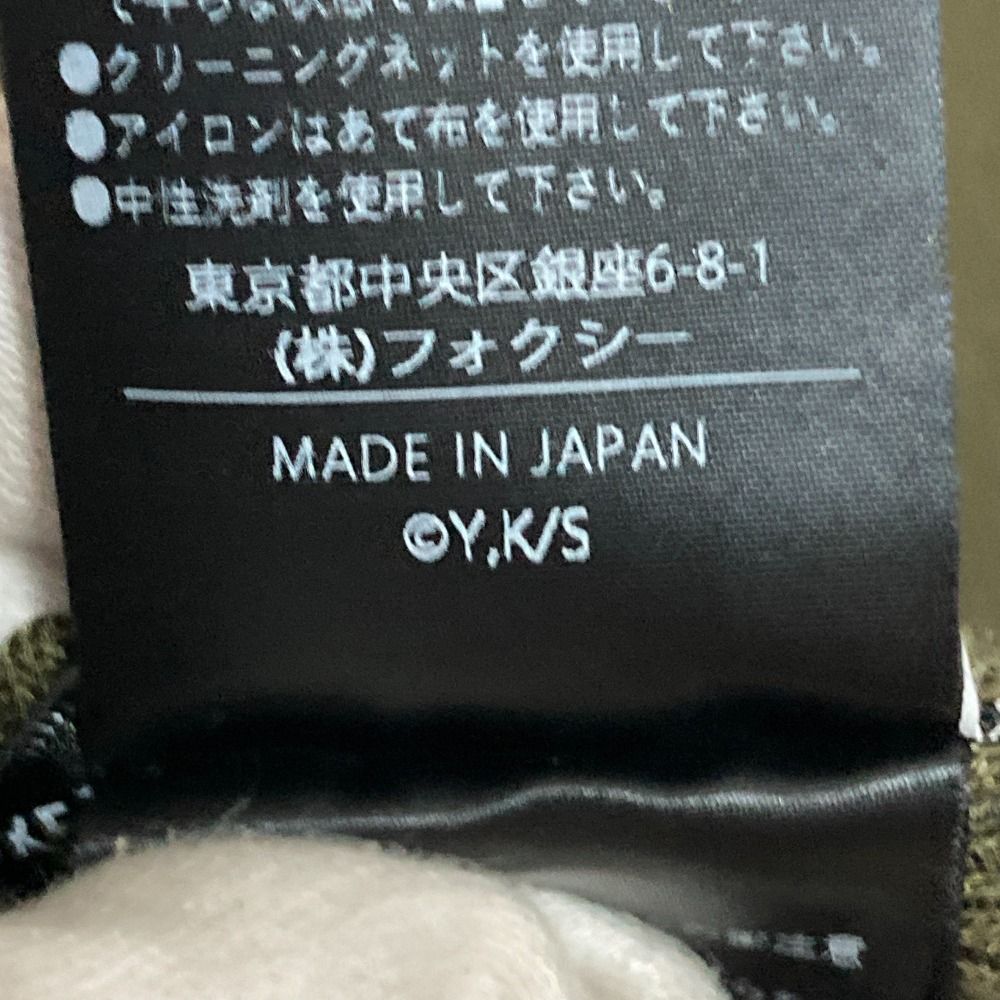 ●クリーニングネットを使用して下さい。
●アイロンはあて布を使用して下さい。
●中性洗剤を使用して下さい。
東京都中央区銀座6-8-1
(株)フォクシー
MADE IN JAPAN
©Y,K/S